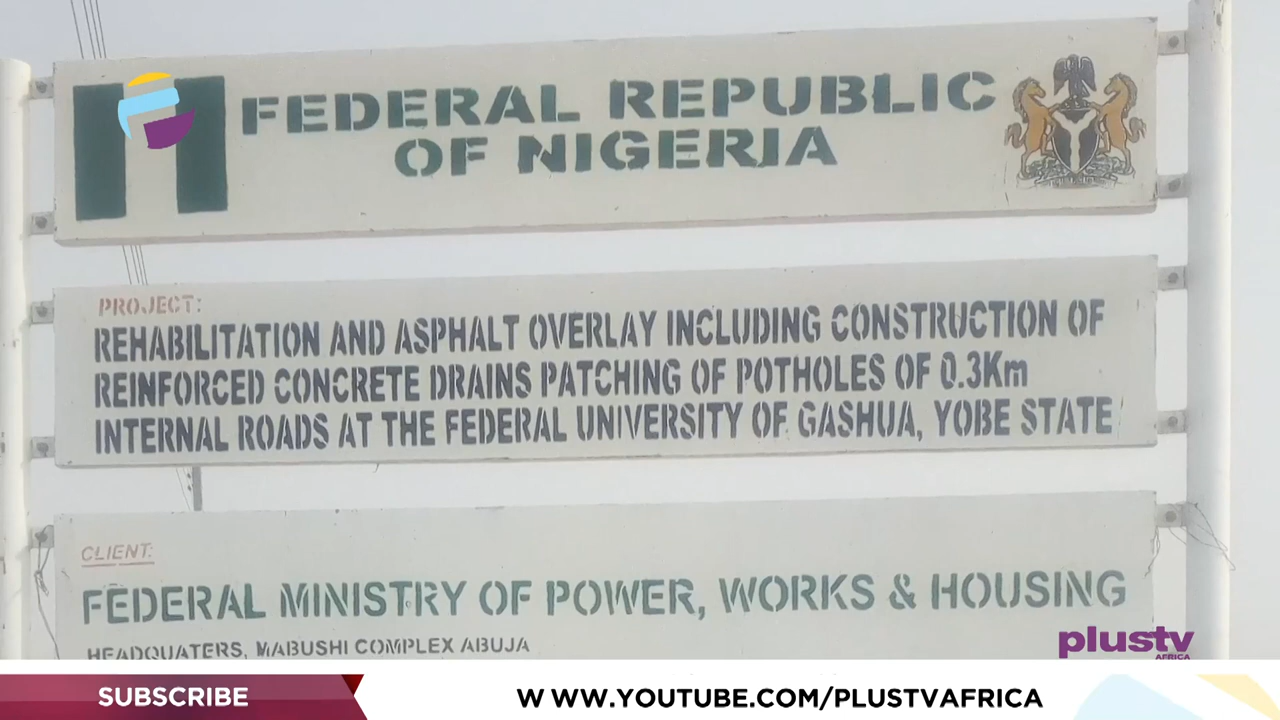 FEDERAL REPUBLIC
OF NIGERIA
PROJECT:
REHABILITATION AND ASPHALT OVERLAY INCLUDING CONSTRUCTION OF
REINFORCED CONCRETE DRAINS PATCHING OF POTHOLES OF 0.3Km
INTERNAL ROADS AT THE FEDERAL UNIVERSITY OF GASHUA, YOBE STATE
CLIENT:
FEDERAL MINISTRY OF POWER, WORKS & HOUSING
HEADQUATERS, MABUSHI COMPLEX ABUJA
plustv
AFRICA
SUBSCRIBE
WWW.YOUTUBE.COM/PLUSTVAFRICA